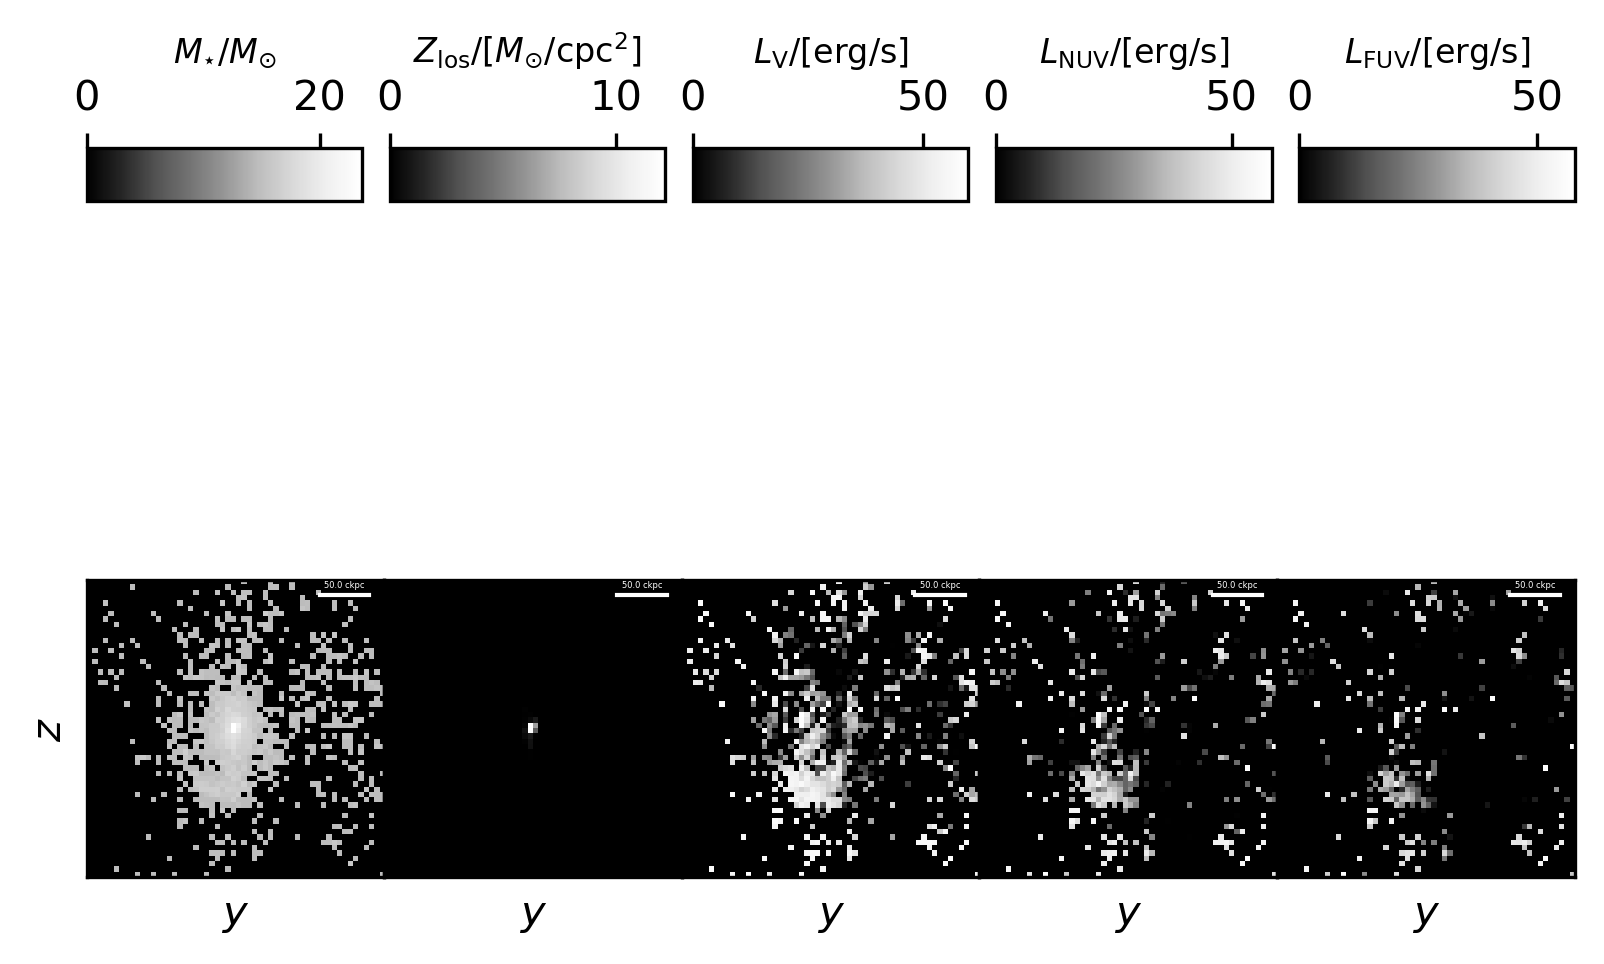 M⋆/M⊙ Z_los/[M⊙/cpc²] L_V/[erg/s] L_NUV/[erg/s] L_FUV/[erg/s]
0 20 0 10 0 50 0 50 0 50
50.0 ckpc 50.0 ckpc 50.0 ckpc 50.0 ckpc 50.0 ckpc
z
y y y y y